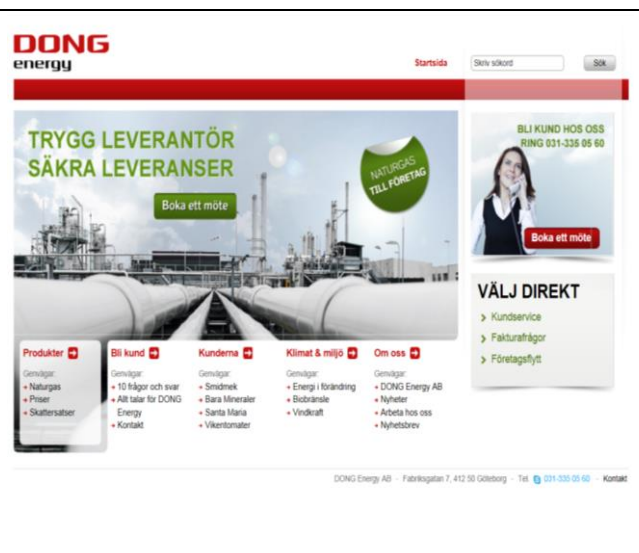 DONG
energy
Startsida
Skriv sökord
Sök
TRYGG LEVERANTÖR
SÄKRA LEVERANSER
Boka ett möte
NATURGAS
TILL FÖRETAG
BLI KUND HOS OSS
RING 031-335 05 60
Boka ett möte
VÄLJ DIREKT
Kundservice
Fakturafrågor
Företagsflytt
Produkter
Genvägar:
Naturgas
Priser
Skattersatser
Bli kund
Genvägar:
10 frågor och svar
Allt talar för DONG
Energy
Kontakt
Kunderna
Genvägar:
Smidmek
Bara Mineraler
Santa Maria
Vikentomater
Klimat & miljö
Genvägar:
Energi i förändring
Biobränsle
Vindkraft
Om oss
Genvägar:
DONG Energy AB
Nyheter
Arbeta hos oss
Nyhetsbrev
DONG Energy AB - Fabriksgatan 7, 412 50 Göteborg - Tel. 031-335 05 60 - Kontakt